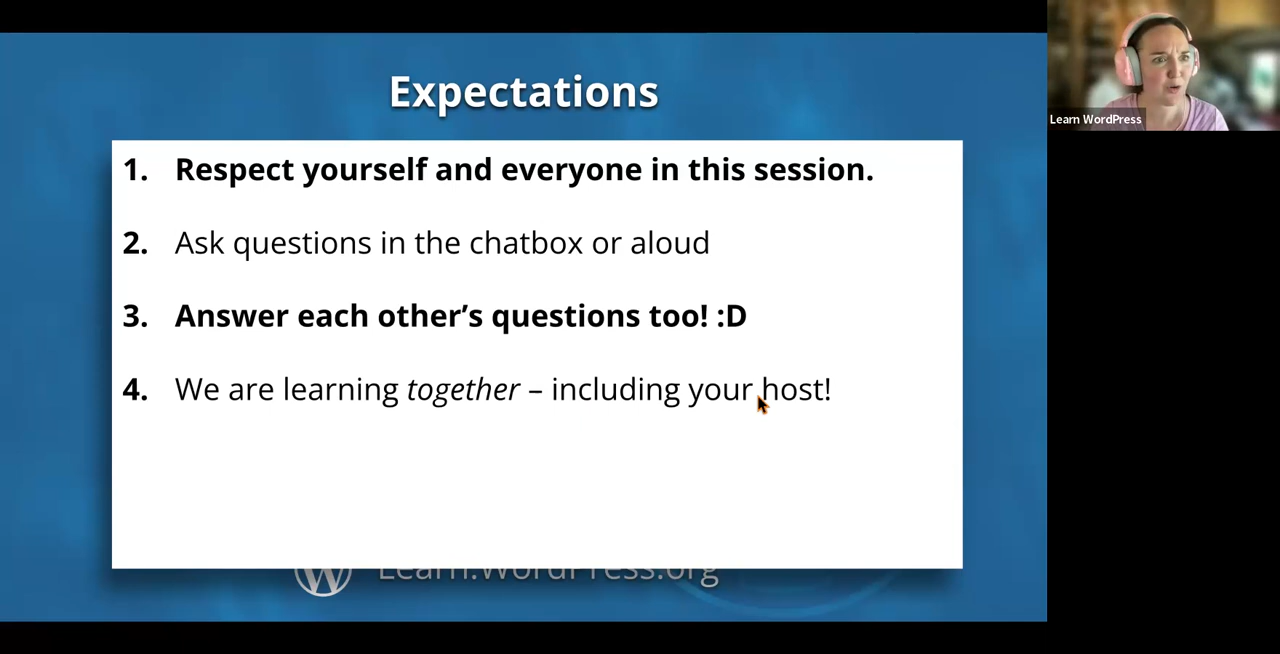 Expectations
1. Respect yourself and everyone in this session.
2. Ask questions in the chatbox or aloud
3. Answer each other’s questions too! :D
4. We are learning together – including your host!
Learn.WordPress.org
Learn WordPress